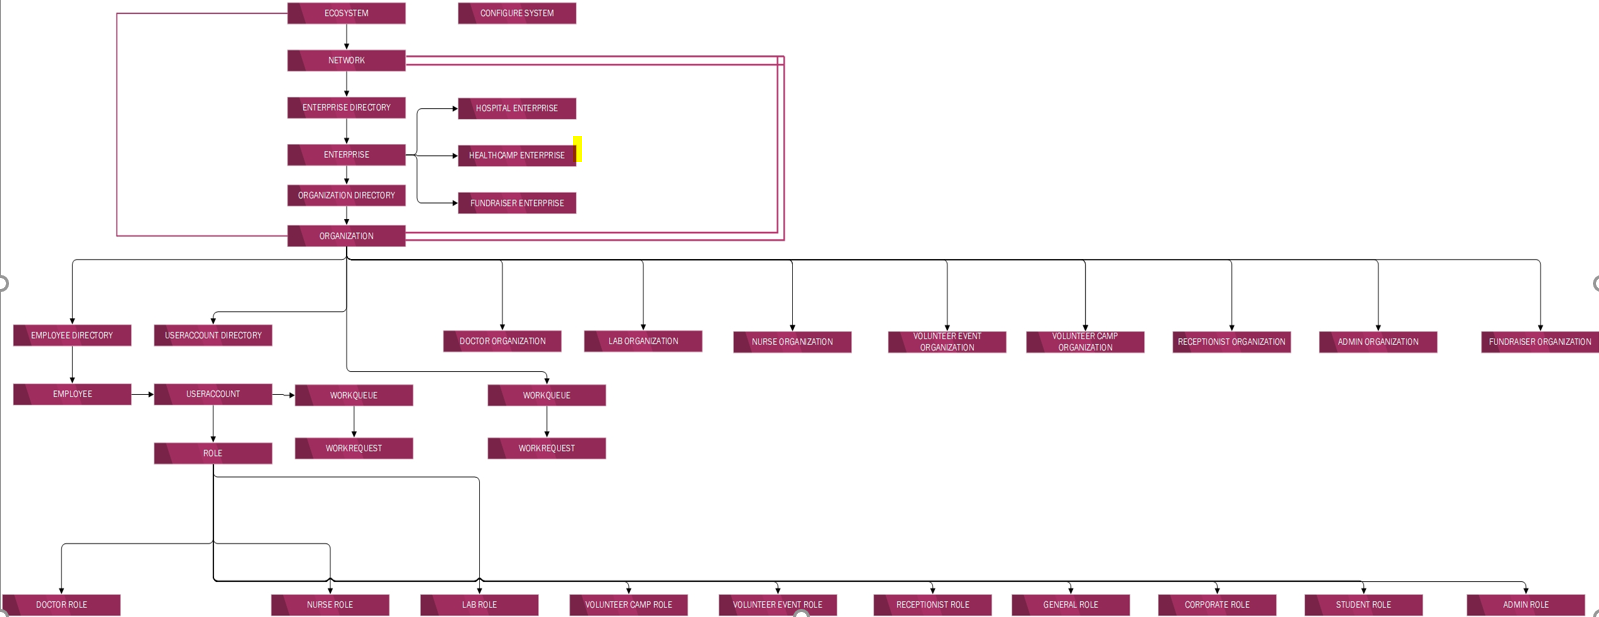 ECOSYSTEM
CONFIGURE SYSTEM
NETWORK
ENTERPRISE DIRECTORY
HOSPITAL ENTERPRISE
ENTERPRISE
HEALTHCAMP ENTERPRISE
ORGANIZATION DIRECTORY
FUNDRAISER ENTERPRISE
ORGANIZATION
EMPLOYEE DIRECTORY
USERACCOUNT DIRECTORY
DOCTOR ORGANIZATION
LAB ORGANIZATION
NURSE ORGANIZATION
VOLUNTEER EVENT
ORGANIZATION
VOLUNTEER CAMP
ORGANIZATION
RECEPTIONIST ORGANIZATION
ADMIN ORGANIZATION
FUNDRAISER ORGANIZATION
EMPLOYEE
USERACCOUNT
WORKQUEUE
WORKQUEUE
ROLE
WORKREQUEST
WORKREQUEST
DOCTOR ROLE
NURSE ROLE
LAB ROLE
VOLUNTEER CAMP ROLE
VOLUNTEER EVENT ROLE
RECEPTIONIST ROLE
GENERAL ROLE
CORPORATE ROLE
STUDENT ROLE
ADMIN ROLE